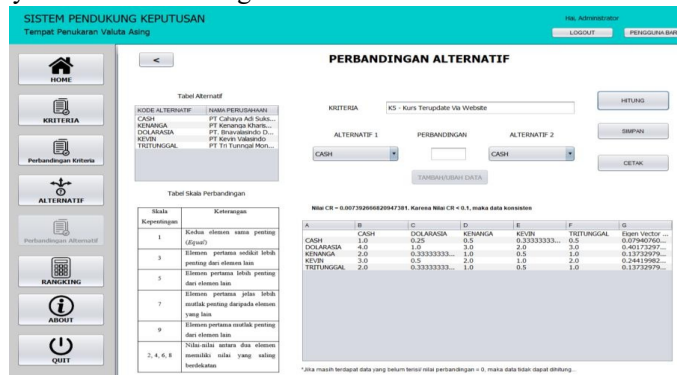 SISTEM PENDUKUNG KEPUTUSAN
Tempat Penukaran Valuta Asing
Hai, Administrator
LOGOUT
PENGGUNA BAR
HOME
KRITERIA
Perbandingan Kriteria
ALTERNATIF
Perbandingan Alternatif
RANGKING
ABOUT
QUIT
<
PERBANDINGAN ALTERNATIF
Tabel Alternatif
KODE ALTERNATIF NAMA PERUSAHAAN
CASH PT Cahaya Adi Suks...
KENANGA PT Kenanga Kharis...
DOLARASIA PT. Bnavalasindo D...
KEVIN PT Kevin Valasindo
TRITUNGGAL PT Tri Tunngal Mon...
Tabel Skala Perbandingan
Skala Kepentingan Keterangan
1 Kedua elemen sama penting
(Equal)
3 Elemen pertama sedikit lebih
penting dari elemen lain
5 Elemen pertama lebih penting
dari elemen lain
7 Elemen pertama jelas lebih
mutlak penting daripada elemen
yang lain
9 Elemen pertama mutlak penting
dari elemen lain
2, 4, 6, 8 Nilai-nilai antara dua elemen
memiliki nilai yang saling
berdekatan
KRITERIA K5 - Kurs Terupdate Via Website
ALTERNATIF 1 PERBANDINGAN ALTERNATIF 2
CASH CASH
TAMBAH/UBAH DATA
HITUNG
SIMPAN
CETAK
Nilai CR = 0.007392666820947381. Karena Nilai CR < 0.1, maka data konsisten
A B C D E F G
CASH DOLARASIA KENANGA KEVIN TRITUNGGAL Eigen Vector ...
CASH 1.0 0.25 0.5 0.33333333... 0.5 0.07940760...
DOLARASIA 4.0 1.0 3.0 2.0 3.0 0.40173297...
KENANGA 2.0 0.33333333... 1.0 0.5 1.0 0.13732979...
KEVIN 3.0 0.5 2.0 1.0 2.0 0.24419982...
TRITUNGGAL 2.0 0.33333333... 1.0 0.5 1.0 0.13732979...
*Jika masih terdapat data yang belum terisi/ nilai perbandingan = 0, maka data tidak dapat dihitung...